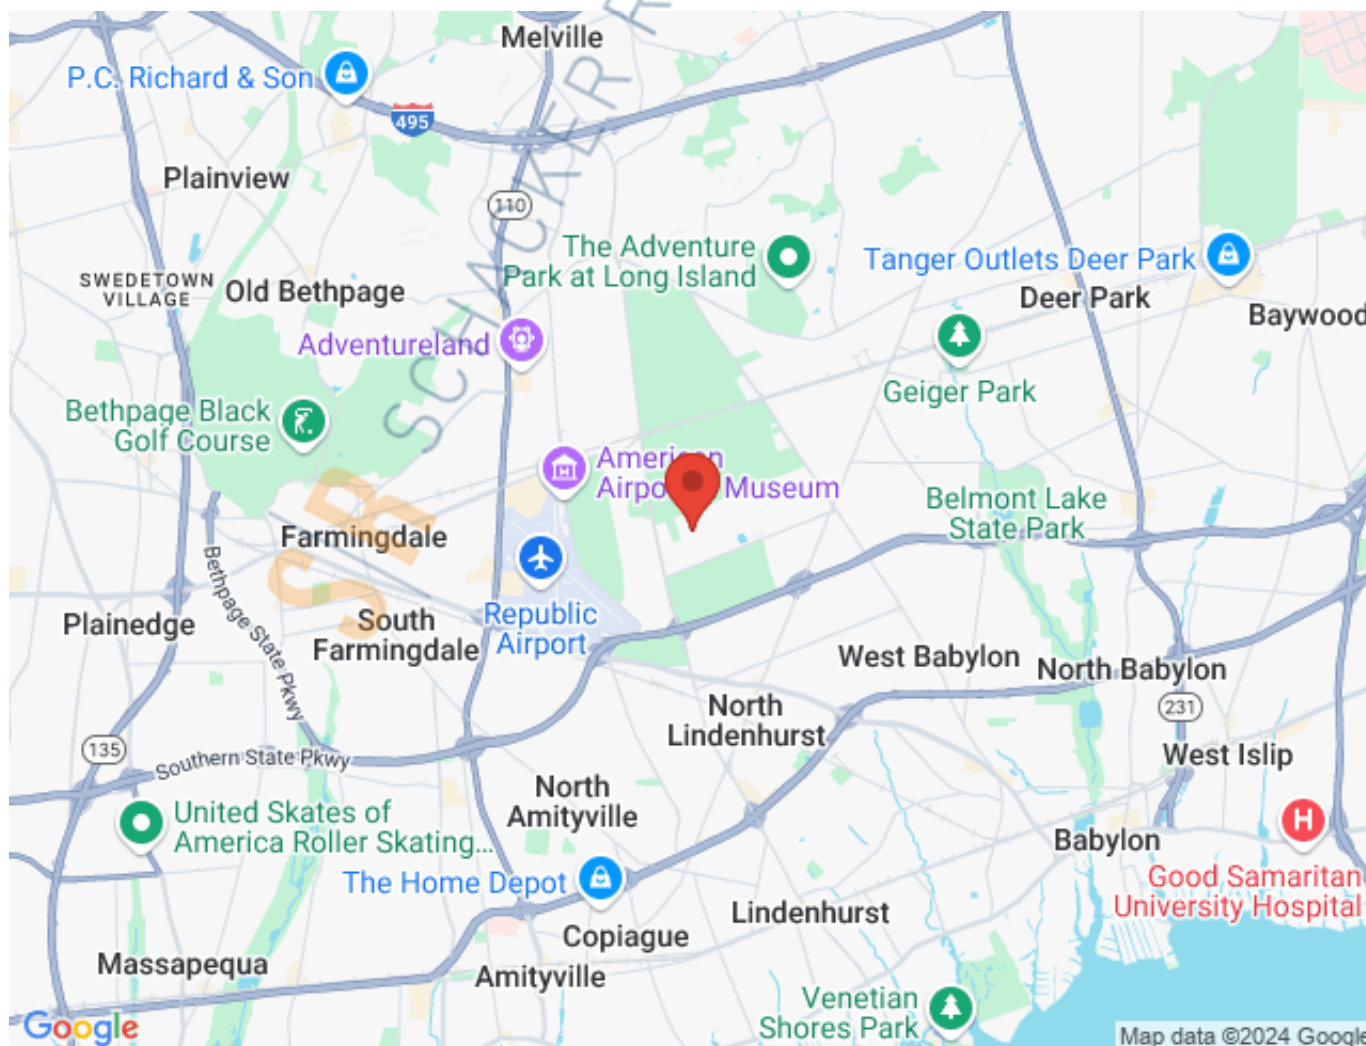 Melville
P.C. Richard & Son
495
Plainview
110
The Adventure
Park at Long Island
Tanger Outlets Deer Park
SWEDETOWN
VILLAGE
Old Bethpage
Deer Park
Baywood
Adventureland
Geiger Park
Bethpage Black
Golf Course
SR SCHACKER R
American
Museum
Belmont Lake
State Park
Farmingdale
Bethpage State Pkwy
Republic
Airport
Plainedge
South
Farmingdale
West Babylon
North Babylon
231
North
Lindenhurst
135
Southern State Pkwy
West Islip
North
Amityville
United Skates of
America Roller Skating...
Babylon
The Home Depot
Good Samaritan
University Hospital
Lindenhurst
Copiague
Massapequa
Amityville
Venetian
Shores Park
Google
Map data ©2024 Google